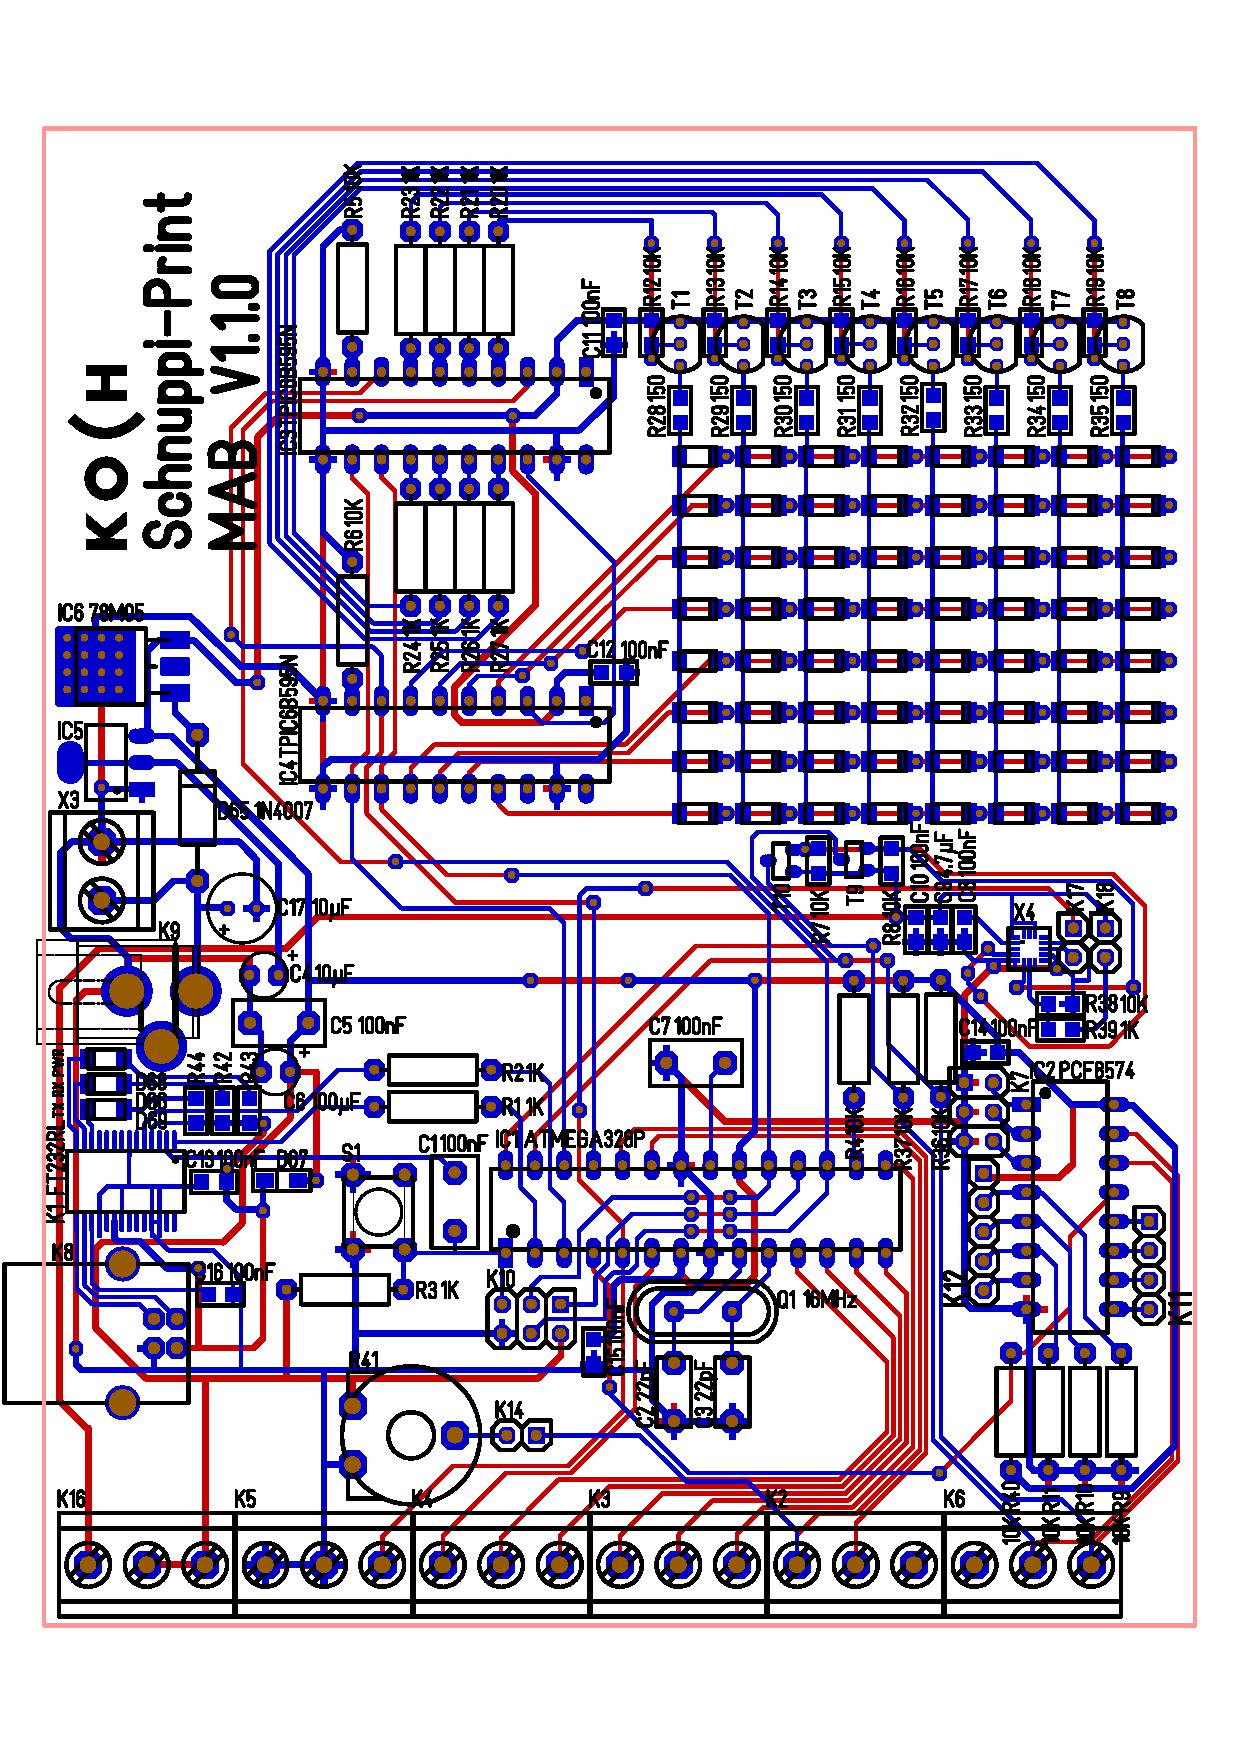 KO(H
Schnuppi-Print
MAB V1.1.0
R5 10K
R23 1K
R22 1K
R21 1K
R20 1K
C11 100nF
R12 10K
T1
R13 10K
T2
R14 10K
T3
R15 10K
T4
R16 10K
T5
R17 10K
T6
R18 10K
T7
R19 10K
T8
IC3 TPIC6B595N
R28 150
R29 150
R30 150
R31 150
R32 150
R33 150
R34 150
R35 150
R6 10K
IC6 78M05
R24 1K
R25 1K
R26 1K
R27 1K
C12 100nF
IC5
IC4 TPIC6B595N
X3
D65 1N4007
T10
R7 10K
T9
R8 10K
C10 100nF
C9 4.7µF
C8 100nF
K17
K18
X4
C17 10µF
K9
C4 10µF
C5 100nF
C7 100nF
R38 10K
R39 1K
C14 100nF
IC2 PCF8574
K7
R44
R42
R43
TX RX PWR
D68
D66
D69
C6 100µF
R2 1K
R1 1K
R4 10K
R37 10K
R36 10K
C1 100nF
IC1 ATMEGA328P
S1
C13 100nF
D67
K1 FT232RL
K8
C16 100nF
R3 1K
K10
Q1 16MHz
K12
K11
C15 100nF
R41
C2 22pF
C3 22pF
K14
K16
K5
K4
K3
K2
K6
10K R40
10K R11
10K R10
10K R9